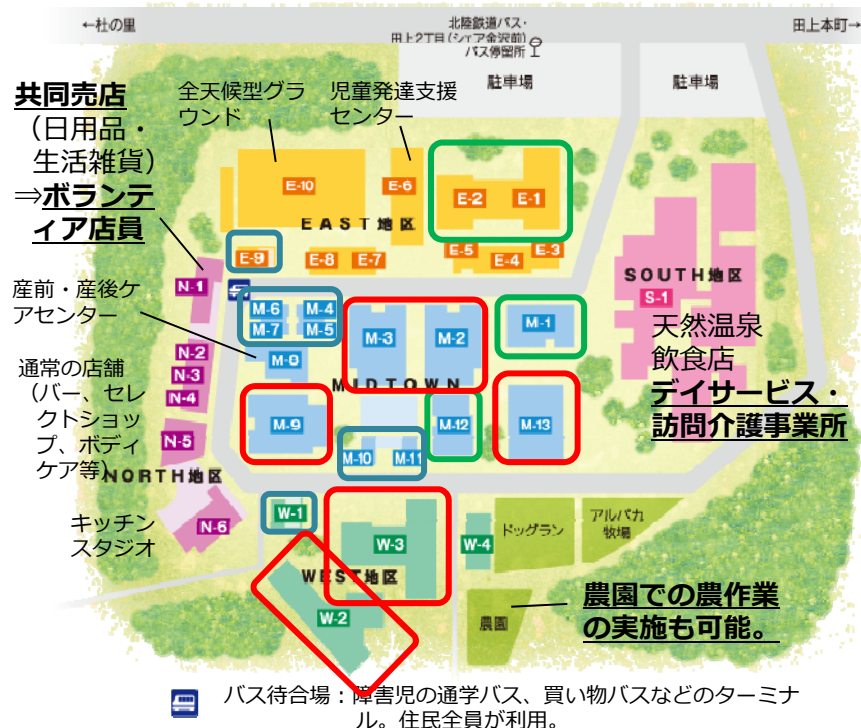 ←杜の里
北陸鉄道バス・
田上2丁目(シェア金沢前)
バス停留所
田上本町→
駐車場
駐車場
共同売店
（日用品・
生活雑貨）
⇒ボランテ
ィア店員
全天候型グラ
ウンド
児童発達支援
センター
E-10
E-6
E-2
E-1
EAST地区
E-9
E-8
E-7
E-5
E-4
E-3
SOUTH地区
S-1
天然温泉
飲食店
デイサービス・
訪問介護事業所
N-1
産前・産後ケ
アセンター
M-6
M-4
M-7
M-5
M-3
M-2
M-1
M-8
MIDTOWN
通常の店舗
（バー、セレ
クトショッ
プ、ボディ
ケア等）
N-2
N-3
N-4
N-5
M-9
M-12
M-13
M-10
M-11
NORTH地区
キッチン
スタジオ
N-6
W-1
W-3
W-4
ドッグラン
アルパカ
牧場
WEST地区
W-2
農園
農園での農作業
の実施も可能。
バス待合場：障害児の通学バス、買い物バスなどのターミナ
ル。住民全員が利用。